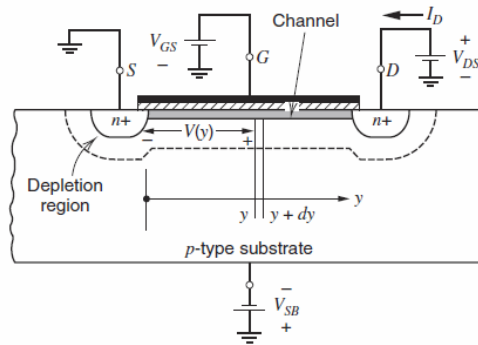 Channel
I_D
V_GS
−
G
S
D
+
V_DS
−
n+
n+
− V(y) +
Depletion
region
y
y y + dy
p-type substrate
−
V_SB
+